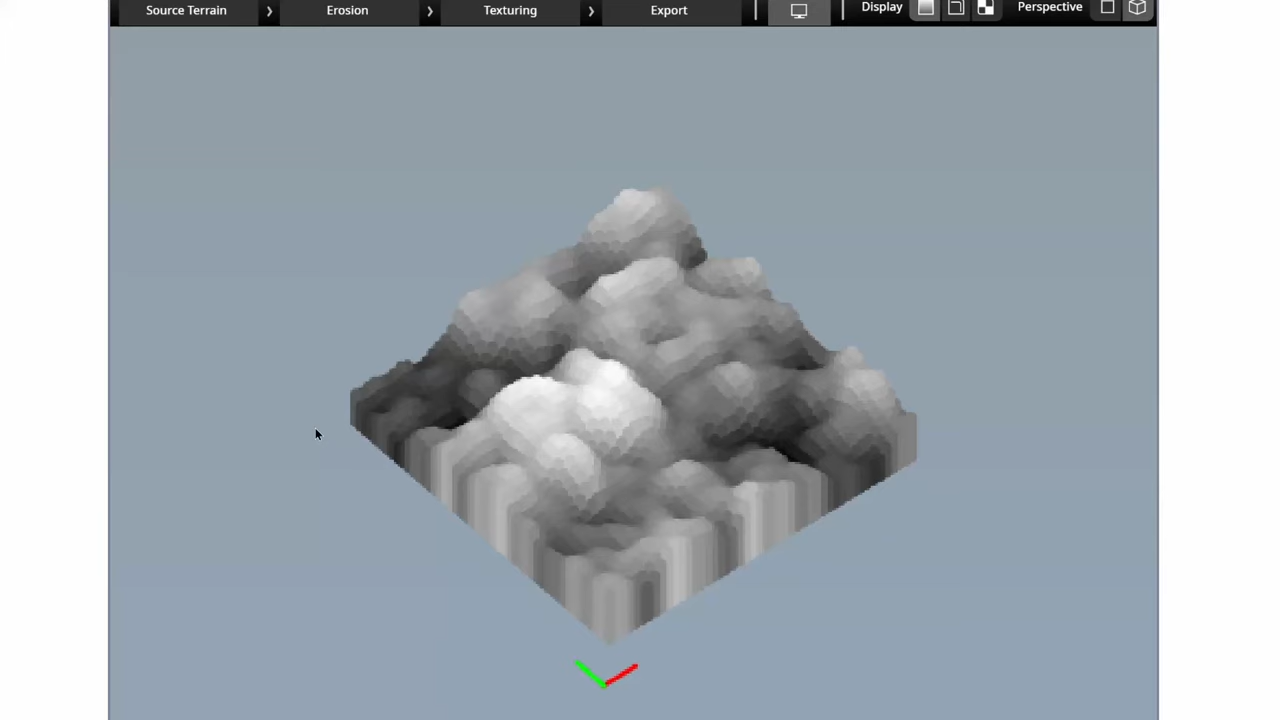 Source Terrain › Erosion › Texturing › Export Display Perspective